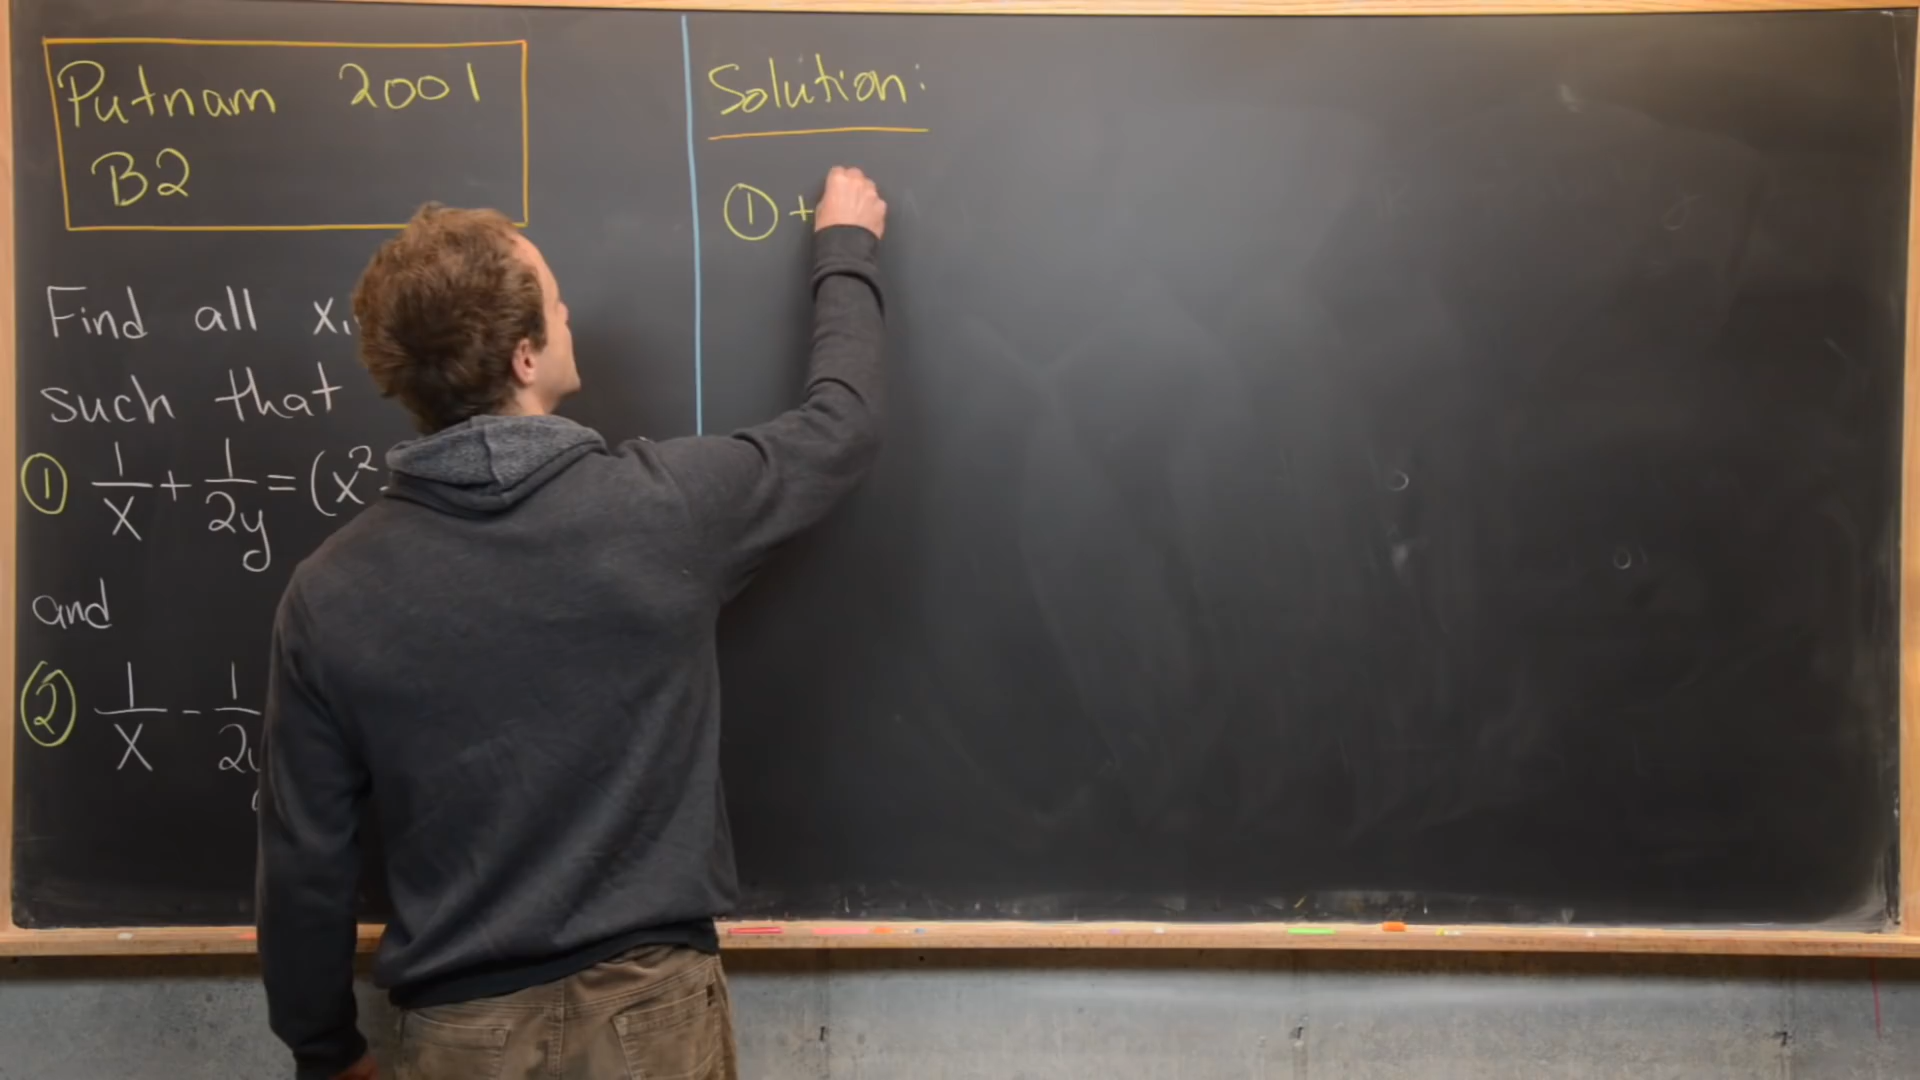 Putnam 2001
B2
Find all x,
such that
① 1/x + 1/2y = (x²
and
② 1/x - 1/2
Solution:
① +